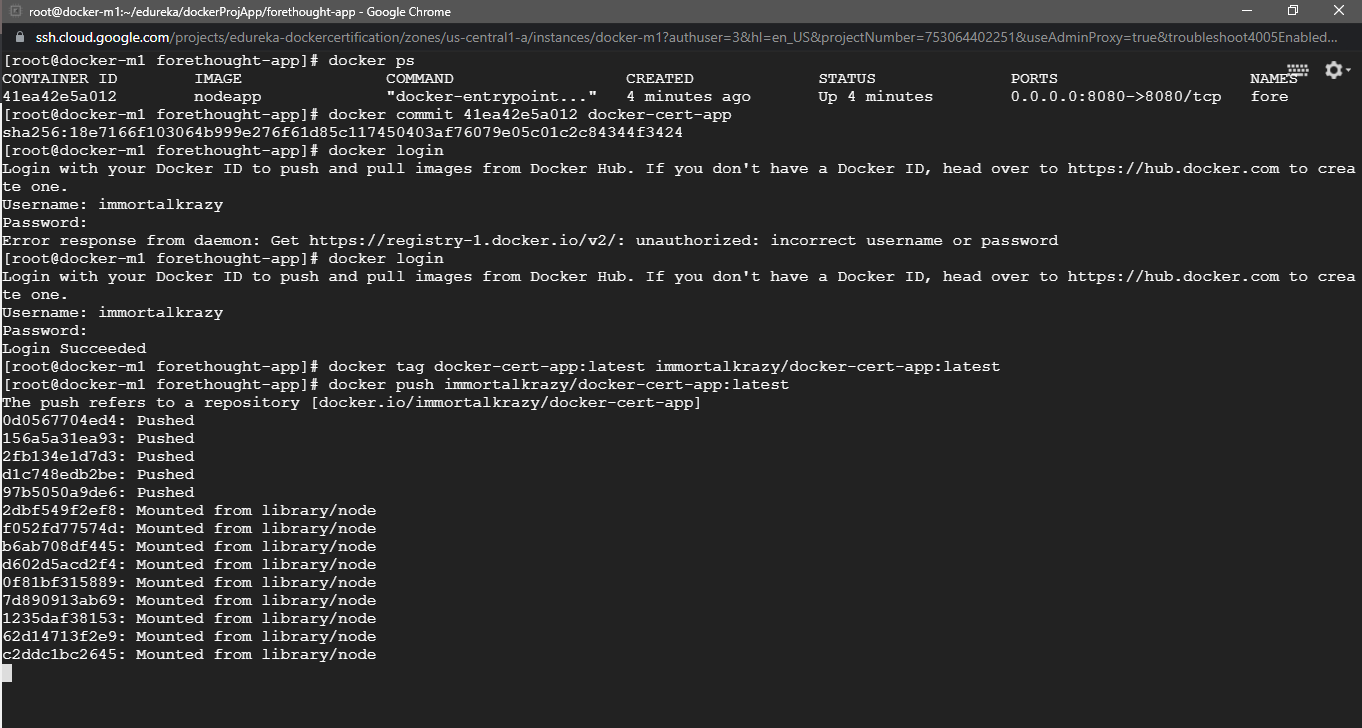 root@docker-m1:~/edureka/dockerProjApp/forethought-app - Google Chrome
ssh.cloud.google.com/projects/edureka-dockercertification/zones/us-central1-a/instances/docker-m1?authuser=3&hl=en_US&projectNumber=753064402251&useAdminProxy=true&troubleshoot4005Enabled...
[root@docker-m1 forethought-app]# docker ps
CONTAINER ID IMAGE COMMAND CREATED STATUS PORTS NAMES
41ea42e5a012 nodeapp "docker-entrypoint..." 4 minutes ago Up 4 minutes 0.0.0.0:8080->8080/tcp fore
[root@docker-m1 forethought-app]# docker commit 41ea42e5a012 docker-cert-app
sha256:18e7166f103064b999e276f61d85c117450403af76079e05c01c2c84344f3424
[root@docker-m1 forethought-app]# docker login
Login with your Docker ID to push and pull images from Docker Hub. If you don't have a Docker ID, head over to https://hub.docker.com to crea
te one.
Username: immortalkrazy
Password:
Error response from daemon: Get https://registry-1.docker.io/v2/: unauthorized: incorrect username or password
[root@docker-m1 forethought-app]# docker login
Login with your Docker ID to push and pull images from Docker Hub. If you don't have a Docker ID, head over to https://hub.docker.com to crea
te one.
Username: immortalkrazy
Password:
Login Succeeded
[root@docker-m1 forethought-app]# docker tag docker-cert-app:latest immortalkrazy/docker-cert-app:latest
[root@docker-m1 forethought-app]# docker push immortalkrazy/docker-cert-app:latest
The push refers to a repository [docker.io/immortalkrazy/docker-cert-app]
0d0567704ed4: Pushed
156a5a31ea93: Pushed
2fb134e1d7d3: Pushed
d1c748edb2be: Pushed
97b5050a9de6: Pushed
2dbf549f2ef8: Mounted from library/node
f052fd77574d: Mounted from library/node
b6ab708df445: Mounted from library/node
d602d5acd2f4: Mounted from library/node
0f81bf315889: Mounted from library/node
7d890913ab69: Mounted from library/node
1235daf38153: Mounted from library/node
62d14713f2e9: Mounted from library/node
c2ddc1bc2645: Mounted from library/node